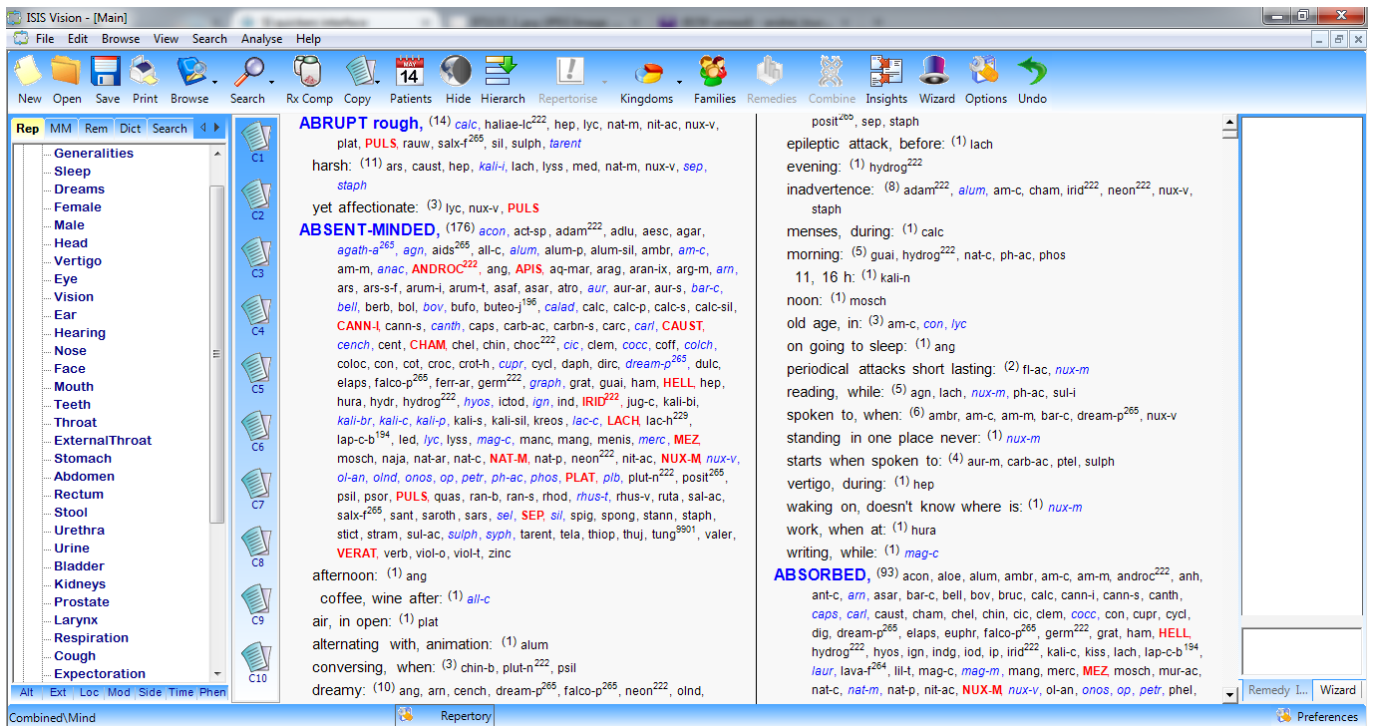 ISIS Vision - [Main]
File Edit Browse View Search Analyse Help
New Open Save Print Browse Search Rx Comp Copy Patients Hide Hierarch Repertorise Kingdoms Families Remedies Combine Insights Wizard Options Undo
MAY
14
Rep MM Rem Dict Search
Generalities
Sleep
Dreams
Female
Male
Head
Vertigo
Eye
Vision
Ear
Hearing
Nose
Face
Mouth
Teeth
Throat
ExternalThroat
Stomach
Abdomen
Rectum
Stool
Urethra
Urine
Bladder
Kidneys
Prostate
Larynx
Respiration
Cough
Expectoration
Alt Ext Loc Mod Side Time Phen
C1
C2
C3
C4
C5
C6
C7
C8
C9
C10
ABRUPT rough, (14) calc, haliae-lc222, hep, lyc, nat-m, nit-ac, nux-v,
plat, PULS, rauw, salx-f265, sil, sulph, tarent
harsh: (11) ars, caust, hep, kali-i, lach, lyss, med, nat-m, nux-v, sep,
staph
yet affectionate: (3) lyc, nux-v, PULS
ABSENT-MINDED, (176) acon, act-sp, adam222, adlu, aesc, agar,
agath-a265, agn, aids265, all-c, alum, alum-p, alum-sil, ambr, am-c,
am-m, anac, ANDROC222, ang, APIS, aq-mar, arag, aran-ix, arg-m, arn,
ars, ars-s-f, arum-i, arum-t, asaf, asar, atro, aur, aur-ar, aur-s, bar-c,
bell, berb, bol, bov, bufo, buteo-j196, calad, calc, calc-p, calc-s, calc-sil,
CANN-I, cann-s, canth, caps, carb-ac, carbn-s, carc, carl, CAUST,
cench, cent, CHAM, chel, chin, choc222, cic, clem, cocc, coff, colch,
coloc, con, cot, croc, crot-h, cupr, cycl, daph, dirc, dream-p265, dulc,
elaps, falco-p265, ferr-ar, germ222, graph, grat, guai, ham, HELL, hep,
hura, hydr, hydrog222, hyos, ictod, ign, ind, IRID222, jug-c, kali-bi,
kali-br, kali-c, kali-p, kali-s, kali-sil, kreos, lac-c, LACH, lac-h229,
lap-c-b194, led, lyc, lyss, mag-c, manc, mang, menis, merc, MEZ,
mosch, naja, nat-ar, nat-c, NAT-M, nat-p, neon222, nit-ac, NUX-M, nux-v,
ol-an, olnd, onos, op, petr, ph-ac, phos, PLAT, plb, plut-n222, posit265,
psil, psor, PULS, quas, ran-b, ran-s, rhod, rhus-t, rhus-v, ruta, sal-ac,
salx-f265, sant, saroth, sars, sel, SEP, sil, spig, spong, stann, staph,
stict, stram, sul-ac, sulph, syph, tarent, tela, thiop, thuj, tung9901, valer,
VERAT, verb, viol-o, viol-t, zinc
afternoon: (1) ang
coffee, wine after: (1) all-c
air, in open: (1) plat
alternating with, animation: (1) alum
conversing, when: (3) chin-b, plut-n222, psil
dreamy: (10) ang, arn, cench, dream-p265, falco-p265, neon222, olnd,
posit265, sep, staph
epileptic attack, before: (1) lach
evening: (1) hydrog222
inadvertence: (8) adam222, alum, am-c, cham, irid222, neon222, nux-v,
staph
menses, during: (1) calc
morning: (5) guai, hydrog222, nat-c, ph-ac, phos
11, 16 h: (1) kali-n
noon: (1) mosch
old age, in: (3) am-c, con, lyc
on going to sleep: (1) ang
periodical attacks short lasting: (2) fl-ac, nux-m
reading, while: (5) agn, lach, nux-m, ph-ac, sul-i
spoken to, when: (6) ambr, am-c, am-m, bar-c, dream-p265, nux-v
standing in one place never: (1) nux-m
starts when spoken to: (4) aur-m, carb-ac, ptel, sulph
vertigo, during: (1) hep
waking on, doesn't know where is: (1) nux-m
work, when at: (1) hura
writing, while: (1) mag-c
ABSORBED, (93) acon, aloe, alum, ambr, am-c, am-m, androc222, anh,
ant-c, arn, asar, bar-c, bell, bov, bruc, calc, cann-i, cann-s, canth,
caps, carl, caust, cham, chel, chin, cic, clem, cocc, con, cupr, cycl,
dig, dream-p265, elaps, euphr, falco-p265, germ222, grat, ham, HELL,
hydrog222, hyos, ign, indg, iod, ip, irid222, kali-c, kiss, lach, lap-c-b194,
laur, lava-f264, lil-t, mag-c, mag-m, mang, merc, MEZ, mosch, mur-ac,
nat-c, nat-m, nat-p, nit-ac, NUX-M, nux-v, ol-an, onos, op, petr, phel,
Remedy I... Wizard
Combined\Mind Repertory Preferences